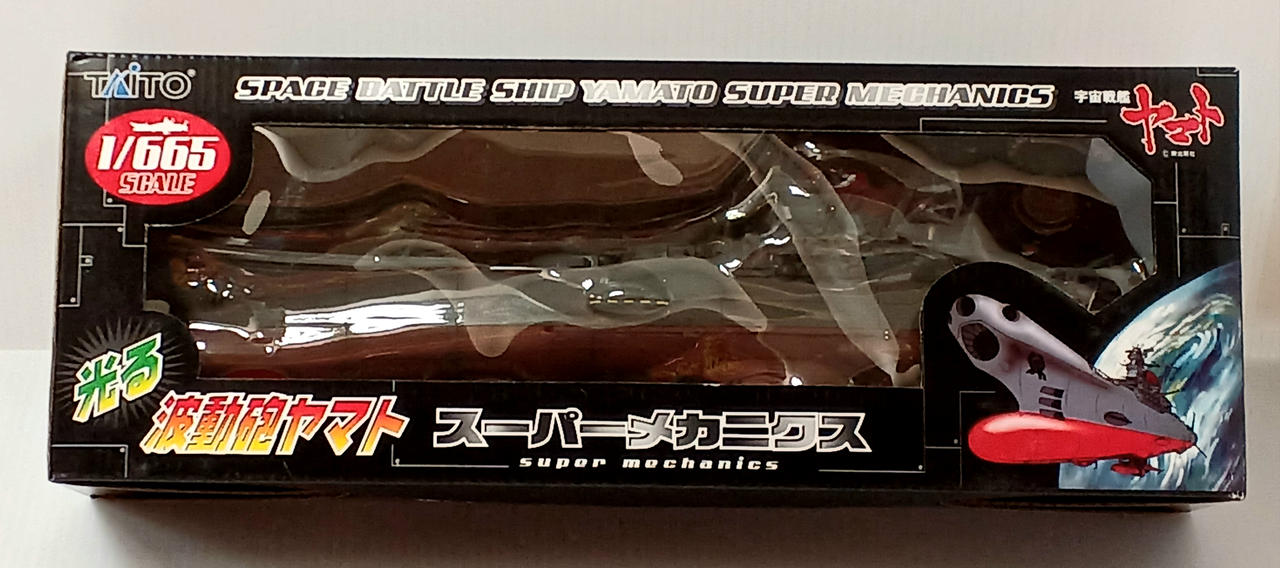 TAITO®
SPACE BATTLE SHIP YAMATO SUPER MECHANICS
宇宙戦艦
ヤマト
1/665
SCALE
光る
波動砲ヤマト
スーパーメカニクス
super mechanics